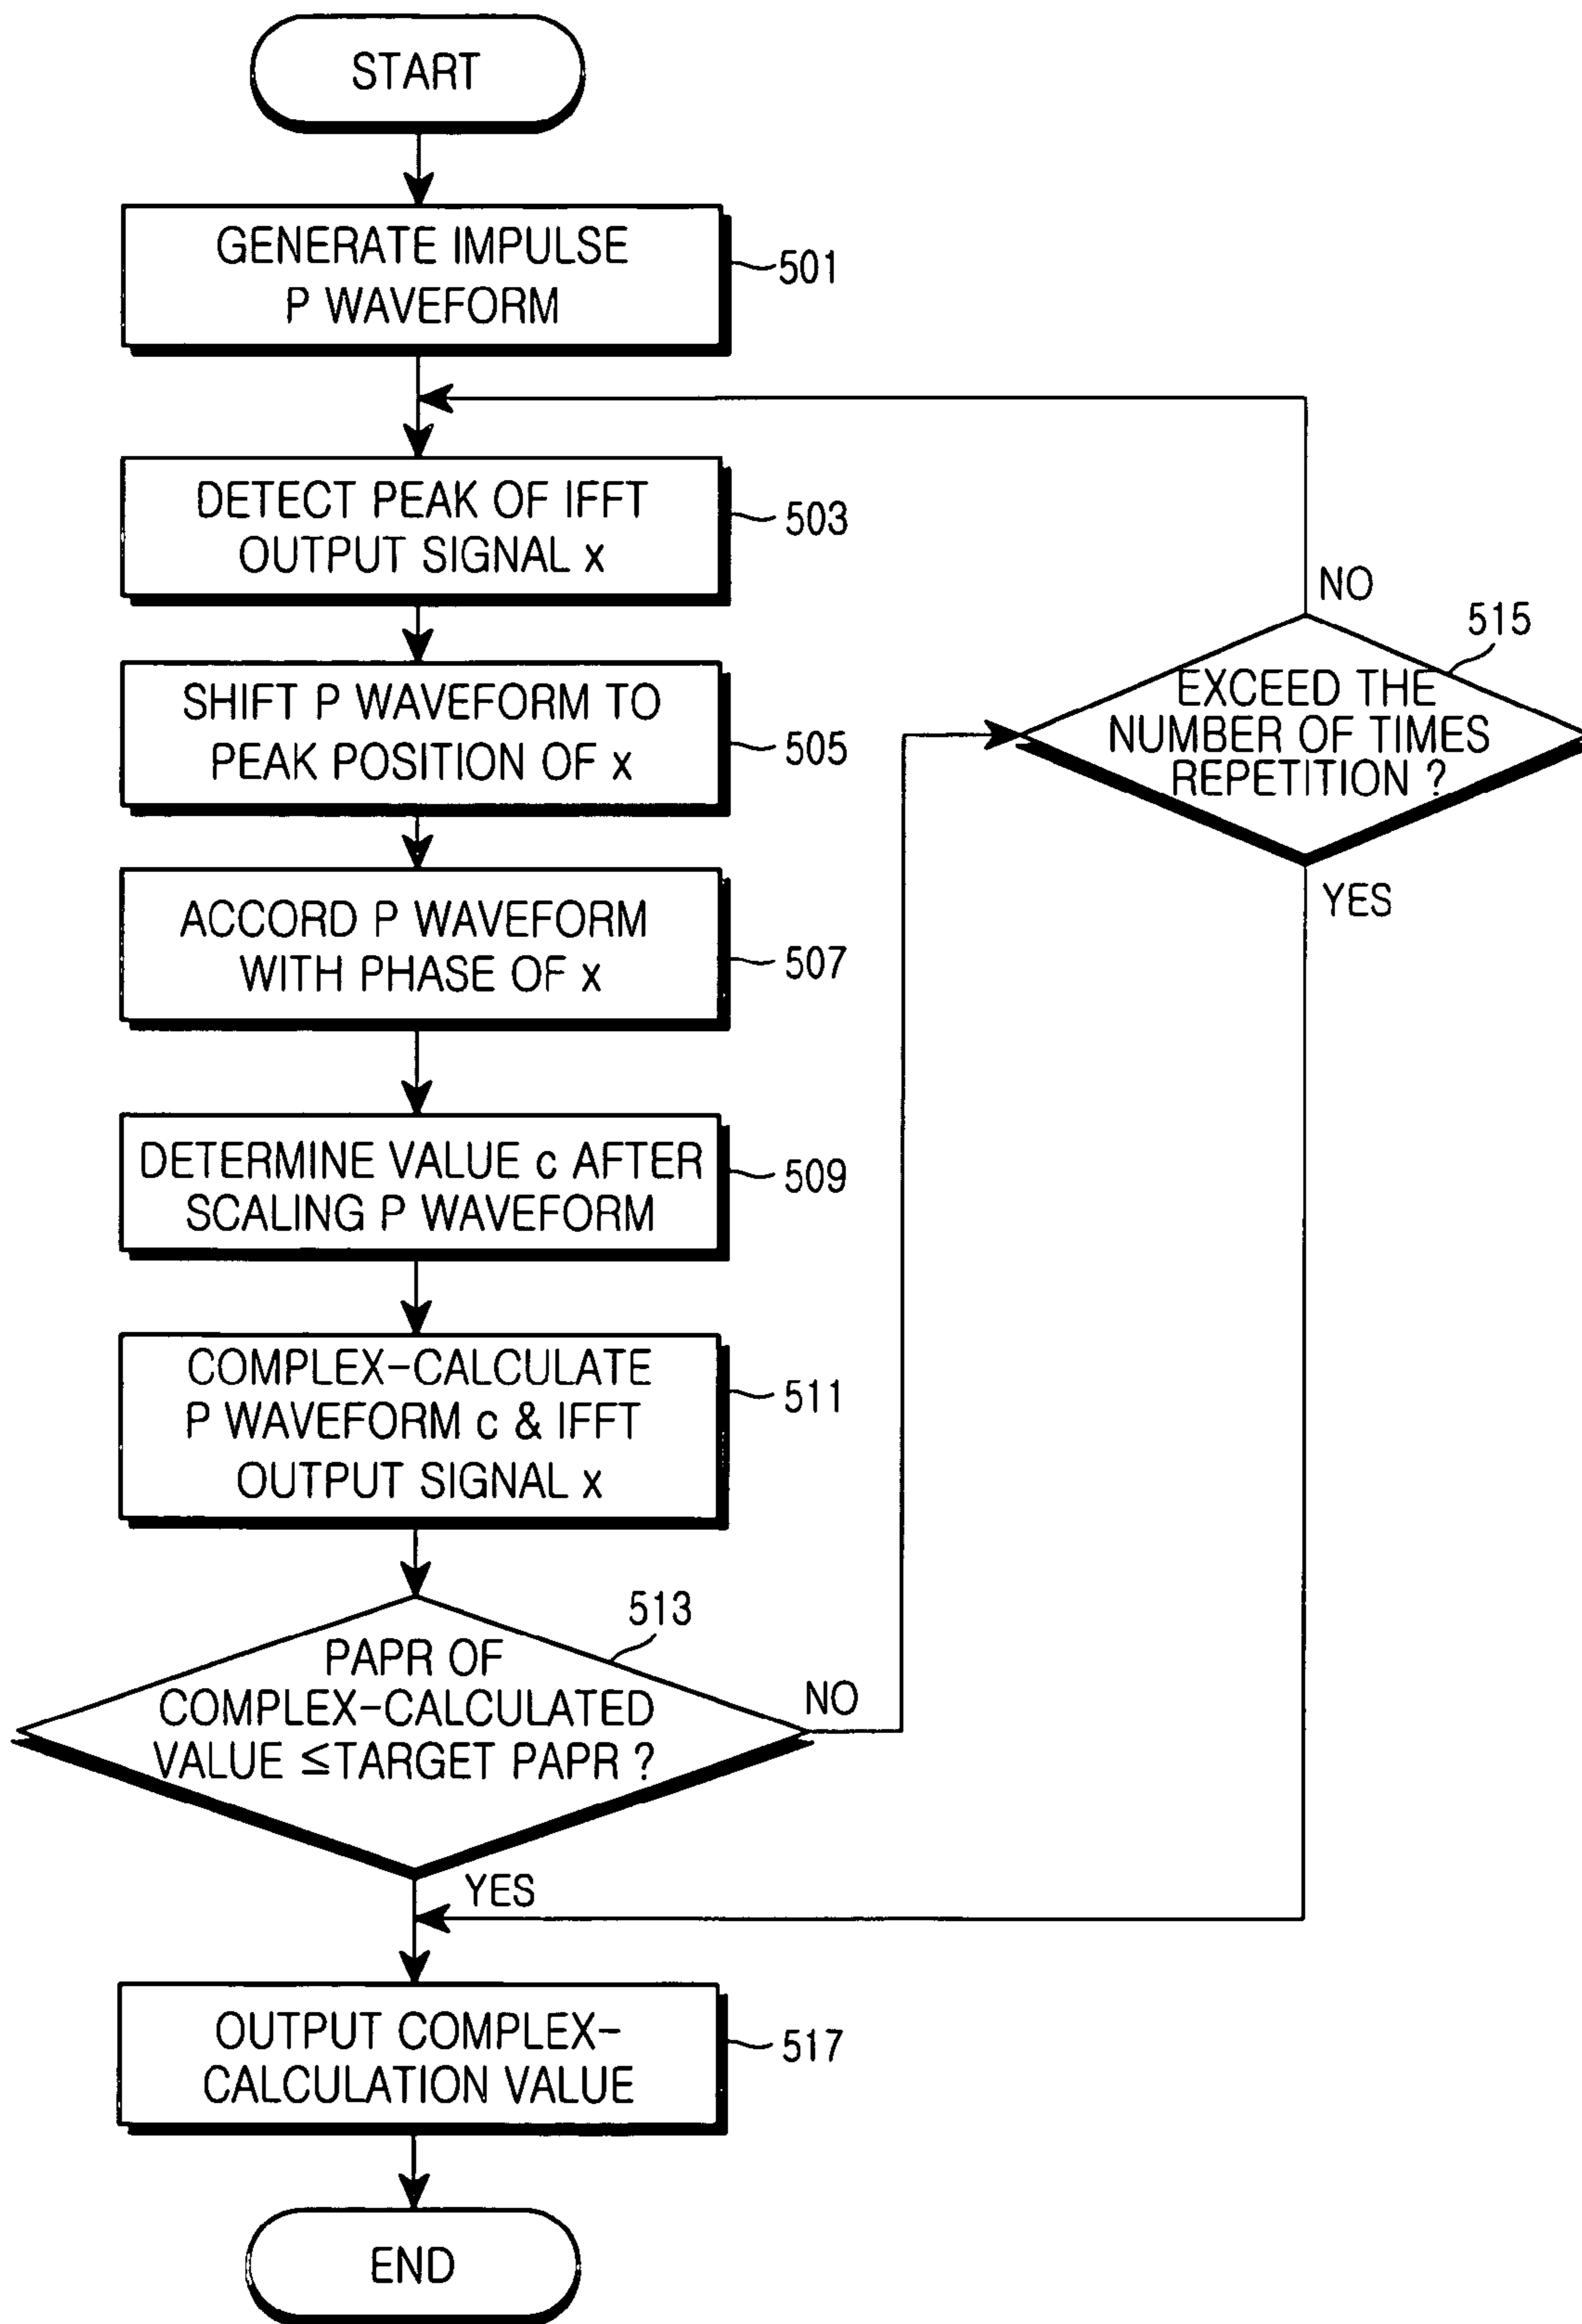 START
GENERATE IMPULSE
P WAVEFORM
501
DETECT PEAK OF IFFT
OUTPUT SIGNAL x
503
SHIFT P WAVEFORM TO
PEAK POSITION OF x
505
ACCORD P WAVEFORM
WITH PHASE OF x
507
DETERMINE VALUE c AFTER
SCALING P WAVEFORM
509
COMPLEX-CALCULATE
P WAVEFORM c & IFFT
OUTPUT SIGNAL x
511
513
PAPR OF
COMPLEX-CALCULATED
VALUE ≤TARGET PAPR ?
NO
YES
NO
515
EXCEED THE
NUMBER OF TIMES
REPETITION ?
YES
OUTPUT COMPLEX-
CALCULATION VALUE
517
END